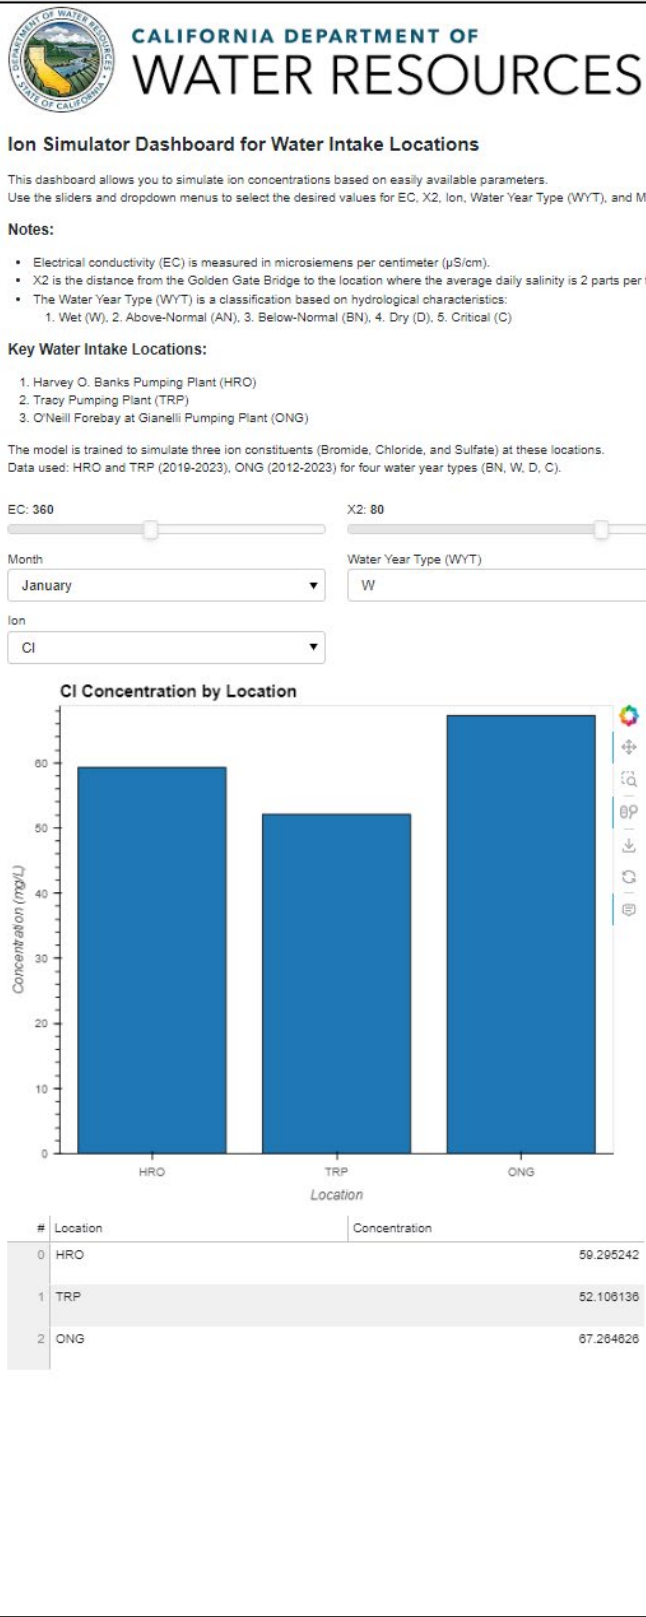 CALIFORNIA DEPARTMENT OF
WATER RESOURCES
DEPARTMENT OF WATER RESOURCES
STATE OF CALIFORNIA
Ion Simulator Dashboard for Water Intake Locations
This dashboard allows you to simulate ion concentrations based on easily available parameters.
Use the sliders and dropdown menus to select the desired values for EC, X2, Ion, Water Year Type (WYT), and M
Notes:
• Electrical conductivity (EC) is measured in microsiemens per centimeter (µS/cm).
• X2 is the distance from the Golden Gate Bridge to the location where the average daily salinity is 2 parts per
• The Water Year Type (WYT) is a classification based on hydrological characteristics:
1. Wet (W), 2. Above-Normal (AN), 3. Below-Normal (BN), 4. Dry (D), 5. Critical (C)
Key Water Intake Locations:
1. Harvey O. Banks Pumping Plant (HRO)
2. Tracy Pumping Plant (TRP)
3. O'Neill Forebay at Gianelli Pumping Plant (ONG)
The model is trained to simulate three ion constituents (Bromide, Chloride, and Sulfate) at these locations.
Data used: HRO and TRP (2019-2023), ONG (2012-2023) for four water year types (BN, W, D, C).
EC: 360
X2: 80
Month
Water Year Type (WYT)
January
W
Ion
Cl
Cl Concentration by Location
Concentration (mg/L)
60
50
40
30
20
10
0
HRO TRP ONG
Location
# Location Concentration
0 HRO 59.295242
1 TRP 52.106136
2 ONG 67.264626